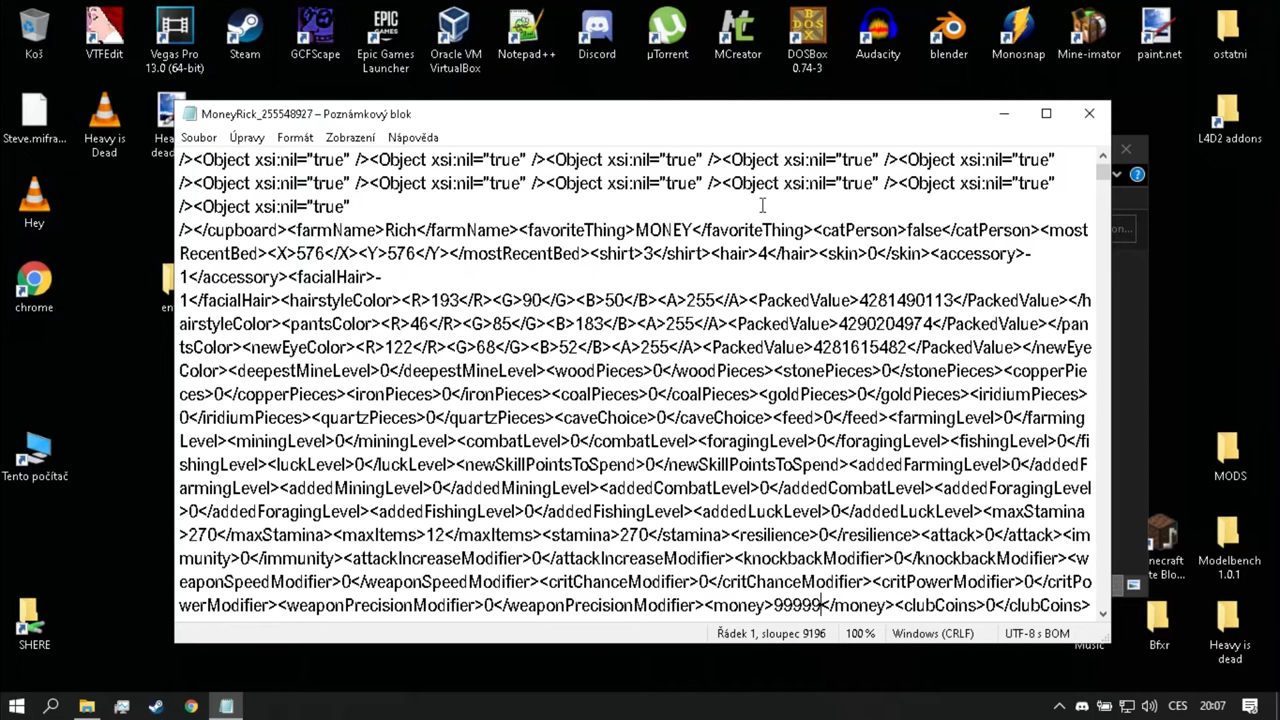 Koš
VTFEdit
Vegas Pro
13.0 (64-bit)
Steam
GCFScape
Epic Games
Launcher
Oracle VM
VirtualBox
Notepad++
Discord
µTorrent
MCreator
DOSBox
0.74-3
Audacity
blender
Monosnap
Mine-imator
paint.net
ostatni
Steve.mifra...
Heavy is
Dead
Hea
dead
L4D2 addons
Hey
chrome
en
Tento počítač
SHERE
MODS
Minecraft
Modelbench
1.0.1
Music
Bfxr
Heavy is
dead
MoneyRick_255548927 – Poznámkový blok
Soubor Úpravy Formát Zobrazení Nápověda
/><Object xsi:nil="true" /><Object xsi:nil="true" /><Object xsi:nil="true" /><Object xsi:nil="true" /><Object xsi:nil="true"
/><Object xsi:nil="true" /><Object xsi:nil="true" /><Object xsi:nil="true" /><Object xsi:nil="true" /><Object xsi:nil="true"
/><Object xsi:nil="true"
/></cupboard><farmName>Rich</farmName><favoriteThing>MONEY</favoriteThing><catPerson>false</catPerson><most
RecentBed><X>576</X><Y>576</Y></mostRecentBed><shirt>3</shirt><hair>4</hair><skin>0</skin><accessory>-
1</accessory><facialHair>-
1</facialHair><hairstyleColor><R>193</R><G>90</G><B>50</B><A>255</A><PackedValue>4281490113</PackedValue></h
airstyleColor><pantsColor><R>46</R><G>85</G><B>183</B><A>255</A><PackedValue>4290204974</PackedValue></pan
tsColor><newEyeColor><R>122</R><G>68</G><B>52</B><A>255</A><PackedValue>4281615482</PackedValue></newEye
Color><deepestMineLevel>0</deepestMineLevel><woodPieces>0</woodPieces><stonePieces>0</stonePieces><copperPie
ces>0</copperPieces><ironPieces>0</ironPieces><coalPieces>0</coalPieces><goldPieces>0</goldPieces><iridiumPieces>
0</iridiumPieces><quartzPieces>0</quartzPieces><caveChoice>0</caveChoice><feed>0</feed><farmingLevel>0</farming
Level><miningLevel>0</miningLevel><combatLevel>0</combatLevel><foragingLevel>0</foragingLevel><fishingLevel>0</fi
shingLevel><luckLevel>0</luckLevel><newSkillPointsToSpend>0</newSkillPointsToSpend><addedFarmingLevel>0</addedF
armingLevel><addedMiningLevel>0</addedMiningLevel><addedCombatLevel>0</addedCombatLevel><addedForagingLevel
>0</addedForagingLevel><addedFishingLevel>0</addedFishingLevel><addedLuckLevel>0</addedLuckLevel><maxStamina
>270</maxStamina><maxItems>12</maxItems><stamina>270</stamina><resilience>0</resilience><attack>0</attack><im
munity>0</immunity><attackIncreaseModifier>0</attackIncreaseModifier><knockbackModifier>0</knockbackModifier><w
eaponSpeedModifier>0</weaponSpeedModifier><critChanceModifier>0</critChanceModifier><critPowerModifier>0</critPo
werModifier><weaponPrecisionModifier>0</weaponPrecisionModifier><money>99999</money><clubCoins>0</clubCoins>
Řádek 1, sloupec 9196 100% Windows (CRLF) UTF-8 s BOM
CES 20:07